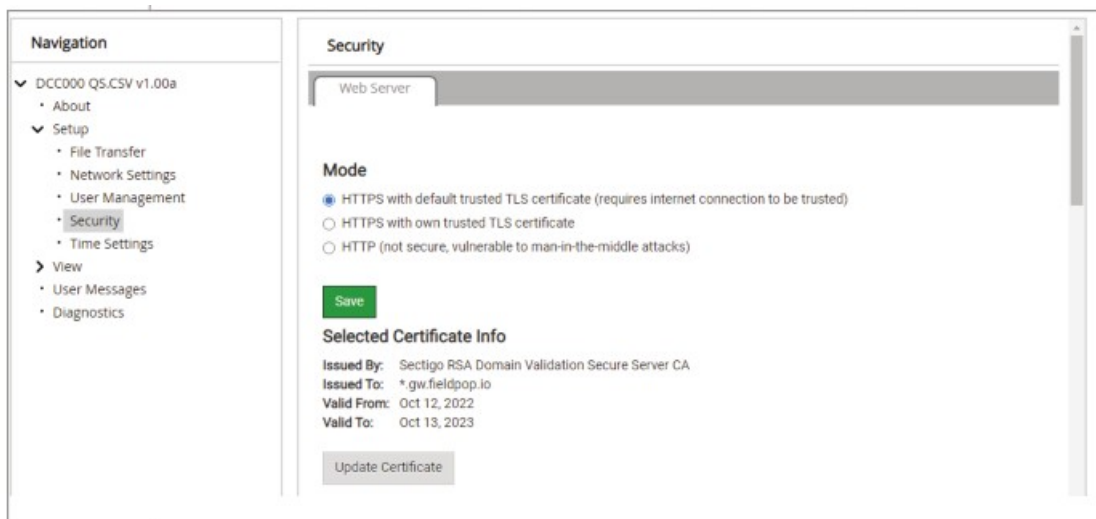 Navigation
DCC000 QS.CSV v1.00a
About
Setup
File Transfer
Network Settings
User Management
Security
Time Settings
View
User Messages
Diagnostics
Security
Web Server
Mode
HTTPS with default trusted TLS certificate (requires internet connection to be trusted)
HTTPS with own trusted TLS certificate
HTTP (not secure, vulnerable to man-in-the-middle attacks)
Save
Selected Certificate Info
Issued By: Sectigo RSA Domain Validation Secure Server CA
Issued To: *.gw.fieldpop.io
Valid From: Oct 12, 2022
Valid To: Oct 13, 2023
Update Certificate